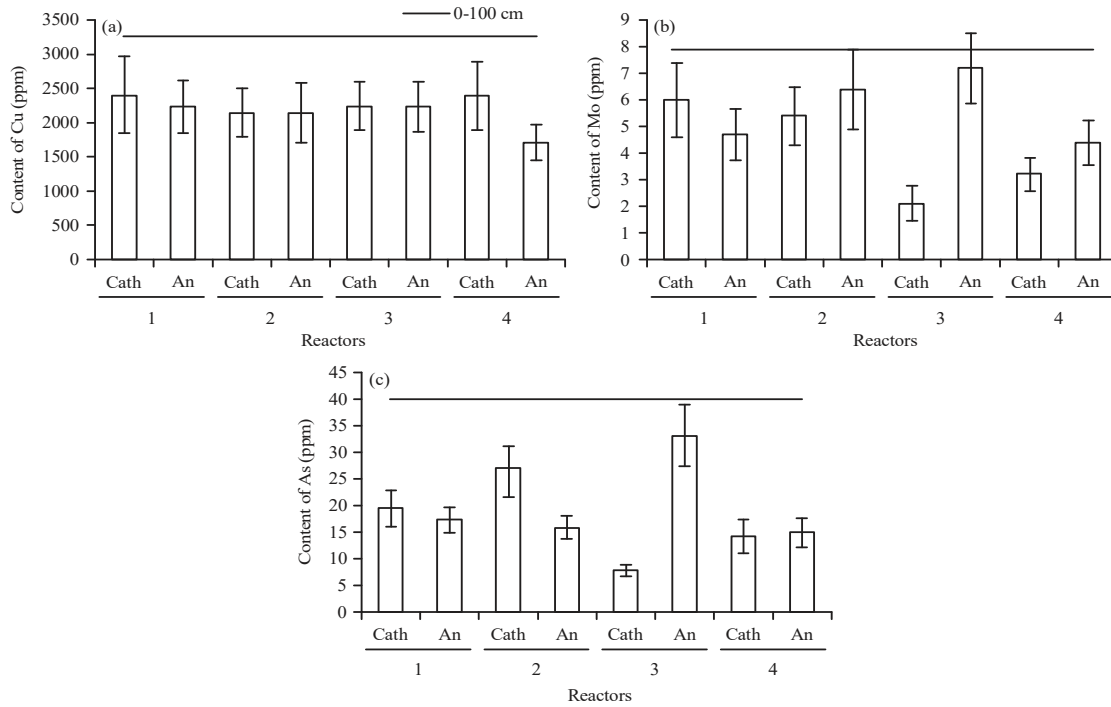 0-100 cm
(a)
Content of Cu (ppm)
3500
3000
2500
2000
1500
1000
500
0
Cath An Cath An Cath An Cath An
1 2 3 4
Reactors
(b)
Content of Mo (ppm)
9
8
7
6
5
4
3
2
1
0
Cath An Cath An Cath An Cath An
1 2 3 4
Reactors
(c)
Content of As (ppm)
45
40
35
30
25
20
15
10
5
0
Cath An Cath An Cath An Cath An
1 2 3 4
Reactors